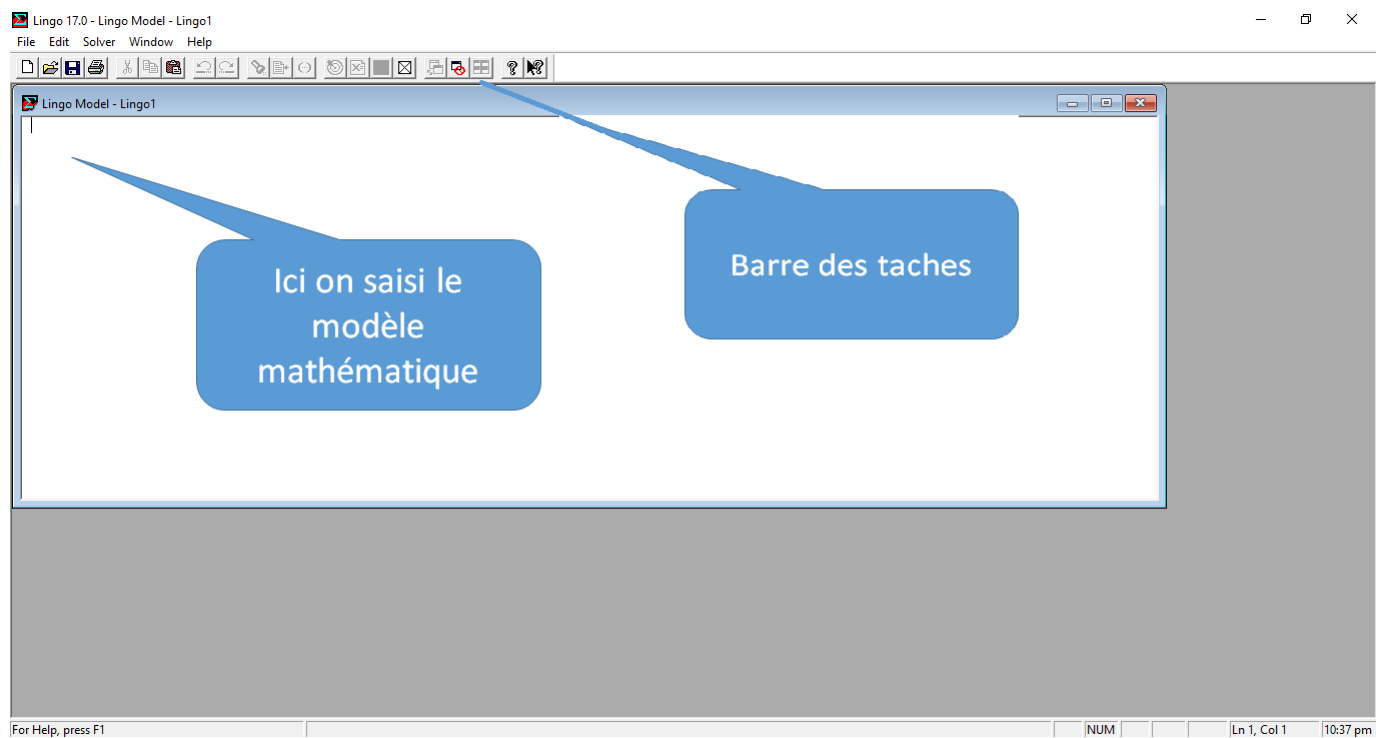 Lingo 17.0 - Lingo Model - Lingo1
File Edit Solver Window Help
Lingo Model - Lingo1
Ici on saisi le
modèle
mathématique
Barre des taches
For Help, press F1
NUM
Ln 1, Col 1
10:37 pm